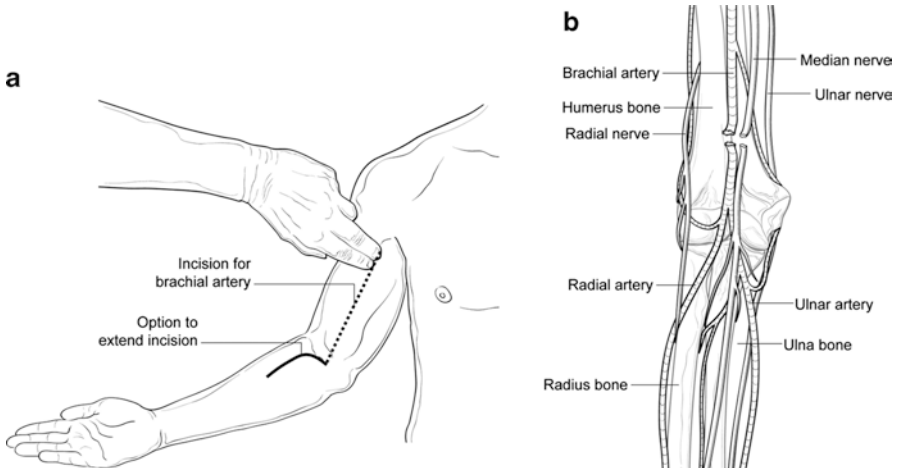 a
Incision for
brachial artery
Option to
extend incision
b
Brachial artery
Humerus bone
Radial nerve
Median nerve
Ulnar nerve
Radial artery
Radius bone
Ulnar artery
Ulna bone